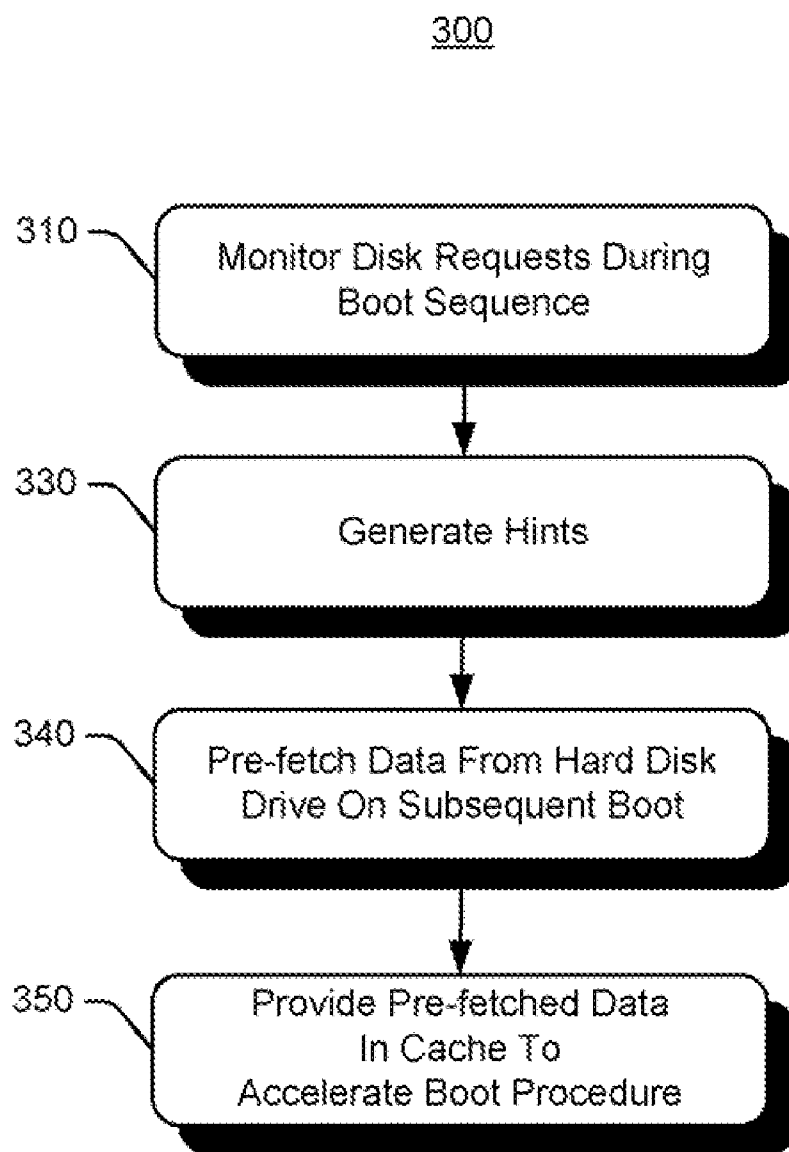 300
310
Monitor Disk Requests During
Boot Sequence
330
Generate Hints
340
Pre-fetch Data From Hard Disk
Drive On Subsequent Boot
350
Provide Pre-fetched Data
In Cache To
Accelerate Boot Procedure